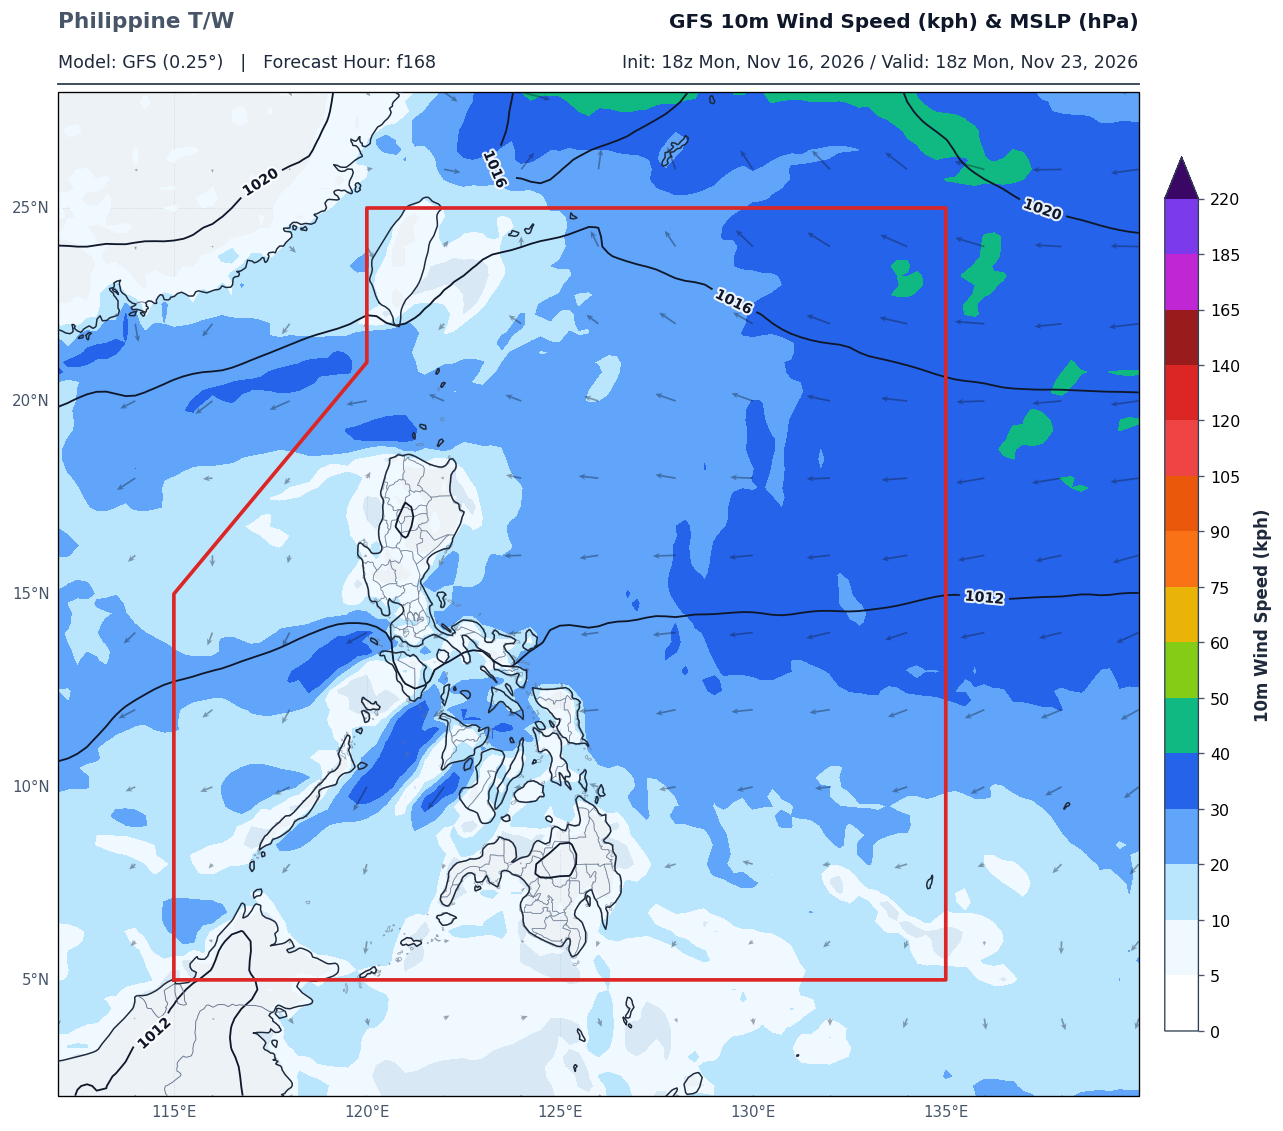 Philippine T/W
GFS 10m Wind Speed (kph) & MSLP (hPa)
Model: GFS (0.25°) | Forecast Hour: f168
Init: 18z Mon, Nov 16, 2026 / Valid: 18z Mon, Nov 23, 2026
1020
1016
1020
1016
1012
1012
25°N
20°N
15°N
10°N
5°N
115°E
120°E
125°E
130°E
135°E
220
185
165
140
120
105
90
75
60
50
40
30
20
10
5
0
10m Wind Speed (kph)